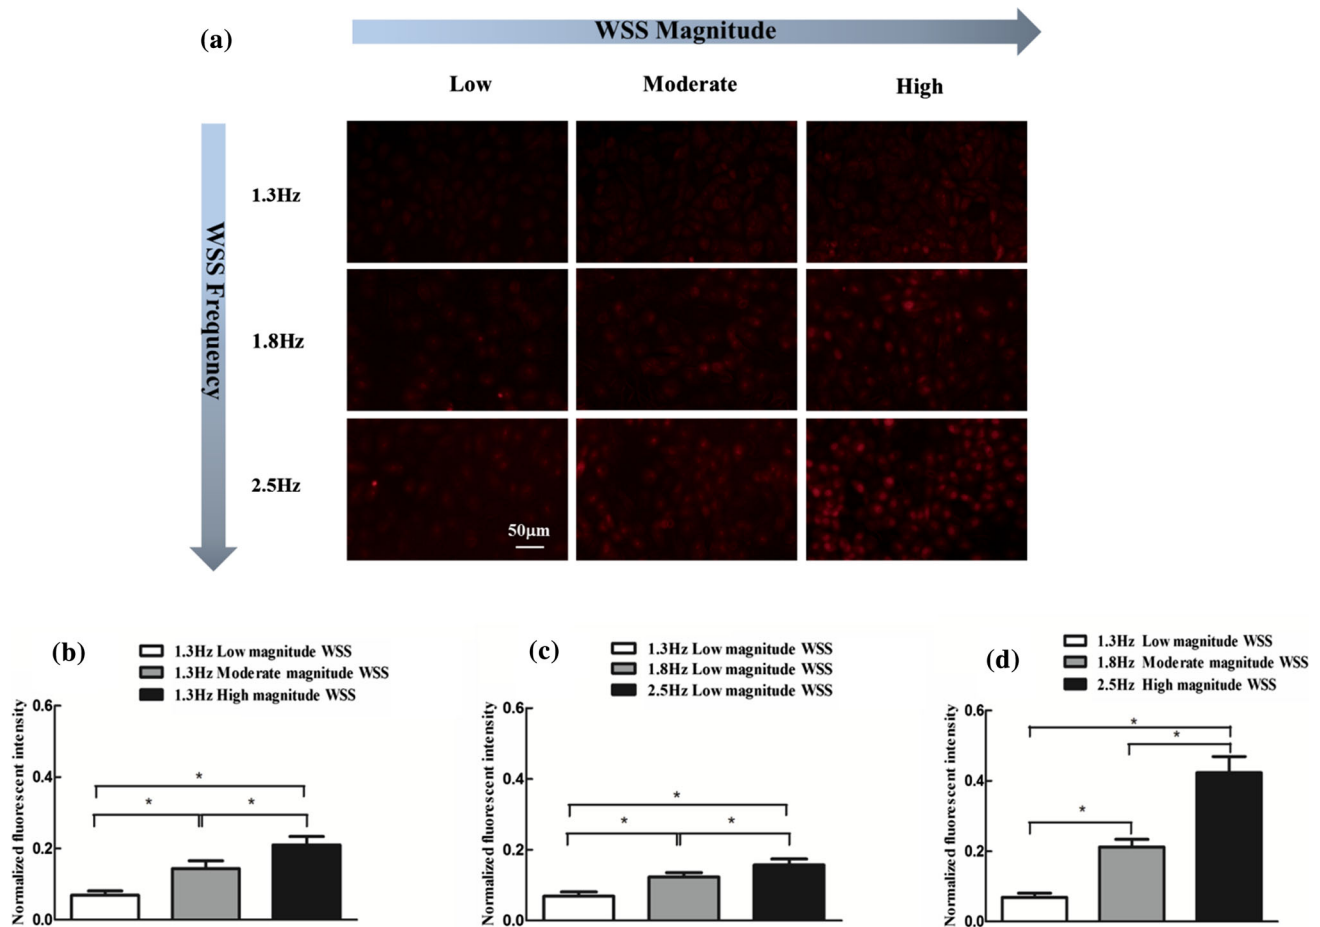 (a)
WSS Magnitude
Low Moderate High
WSS Frequency
1.3Hz
1.8Hz
2.5Hz
50μm
(b)
1.3Hz Low magnitude WSS
1.3Hz Moderate magnitude WSS
1.3Hz High magnitude WSS
Normalized fluorescent intensity
0.6
0.4
0.2
0.0
*
* *
(c)
1.3Hz Low magnitude WSS
1.8Hz Low magnitude WSS
2.5Hz Low magnitude WSS
Normalized fluorescent intensity
0.6
0.4
0.2
0.0
*
* *
(d)
1.3Hz Low magnitude WSS
1.8Hz Moderate magnitude WSS
2.5Hz High magnitude WSS
Normalized fluorescent intensity
0.6
0.4
0.2
0.0
*
*
*